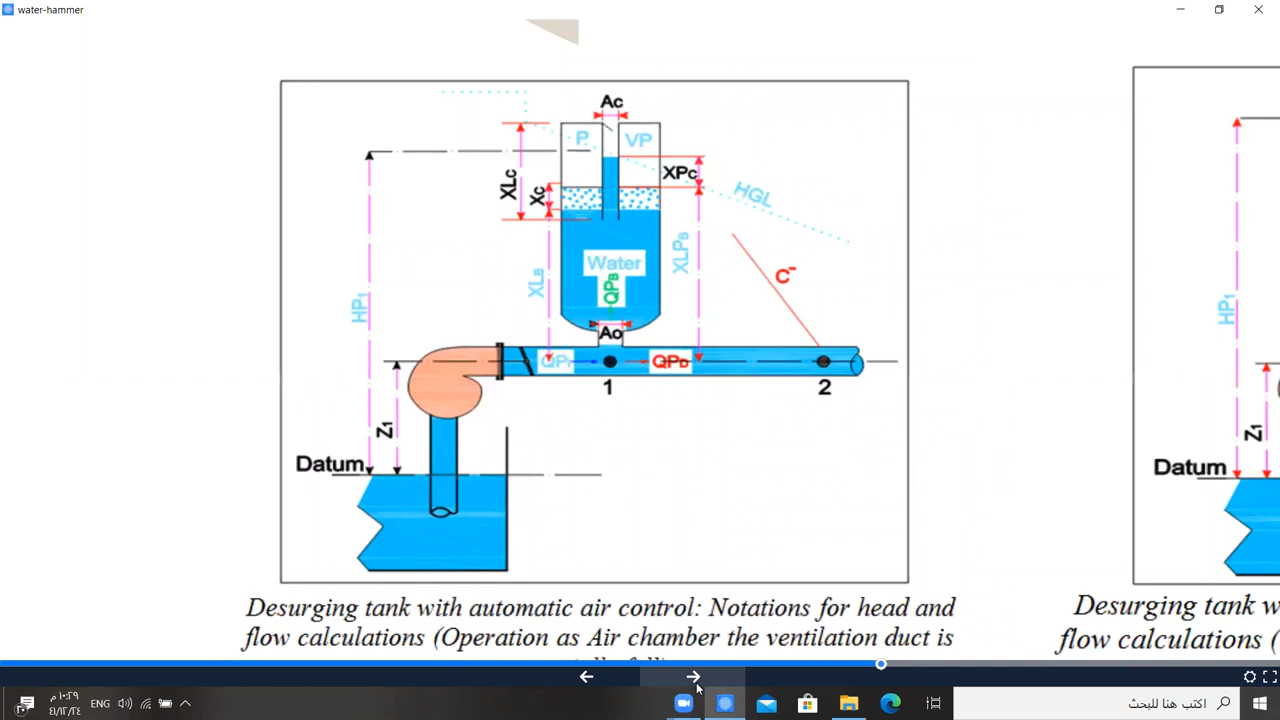 water-hammer
Ac
P
VP
XLc
Xc
XPc
HGL
XLB
XLPB
Water
QPB
C-
HP1
Ao
QPD
1
2
Z1
Datum
HP1
Z1
Datum
Desurging tank with automatic air control: Notations for head and
flow calculations (Operation as Air chamber the ventilation duct is
Desurging tank w
flow calculations (
ENG
اكتب هنا للبحث